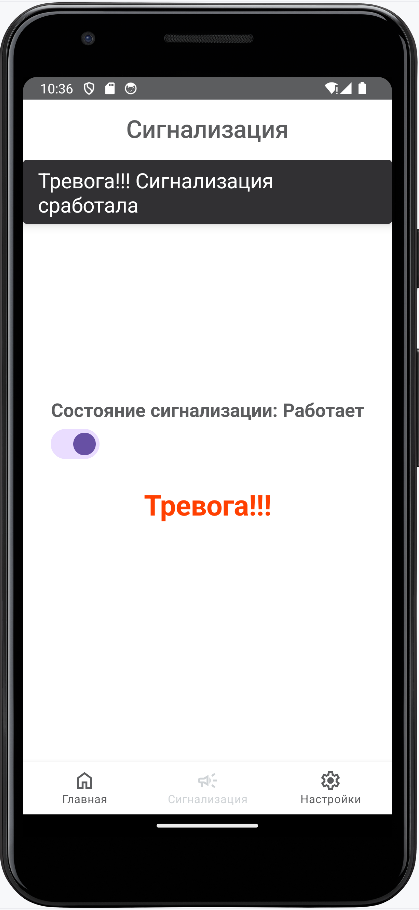 10:36
Сигнализация
Тревога!!! Сигнализация
сработала
Состояние сигнализации: Работает
Тревога!!!
Главная
Сигнализация
Настройки